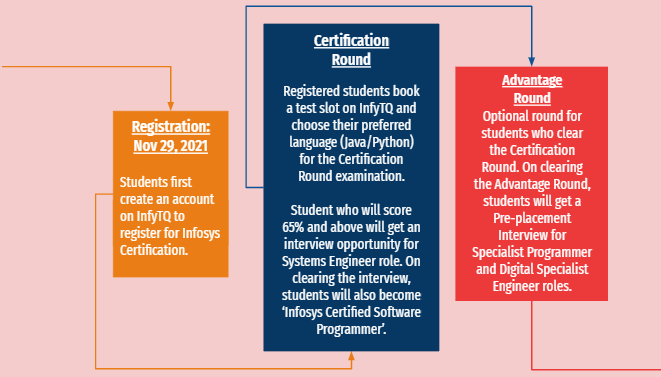 Registration:
Nov 29, 2021
Students first
create an account
on InfyTQ to
register for Infosys
Certification.
Certification
Round
Registered students book
a test slot on InfyTQ and
choose their preferred
language (Java/Python)
for the Certification
Round examination.
Student who will score
65% and above will get an
interview opportunity for
Systems Engineer role. On
clearing the interview,
students will also become
‘Infosys Certified Software
Programmer’.
Advantage
Round
Optional round for
students who clear
the Certification
Round. On clearing
the Advantage Round,
students will get a
Pre-placement
Interview for
Specialist Programmer
and Digital Specialist
Engineer roles.